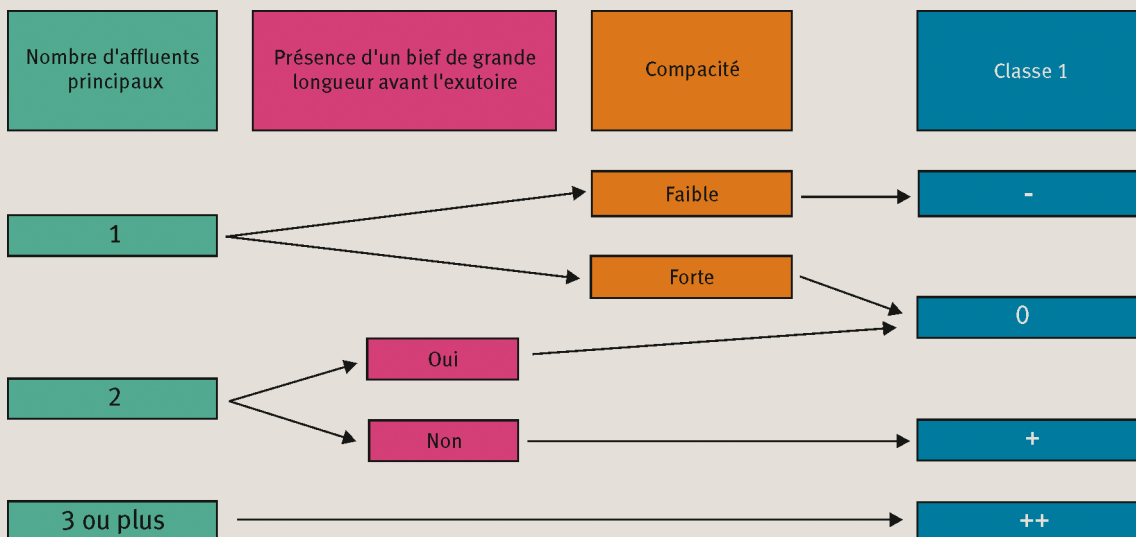 Nombre d'affluents
principaux
Présence d'un bief de grande
longueur avant l'exutoire
Compacité
Classe 1
Faible
-
1
Forte
0
Oui
2
Non
+
3 ou plus
++